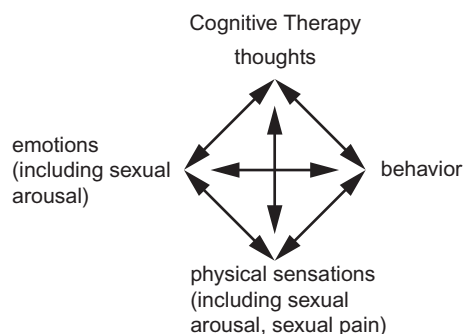 Cognitive Therapy
thoughts
emotions
(including sexual
arousal)
behavior
physical sensations
(including sexual
arousal, sexual pain)